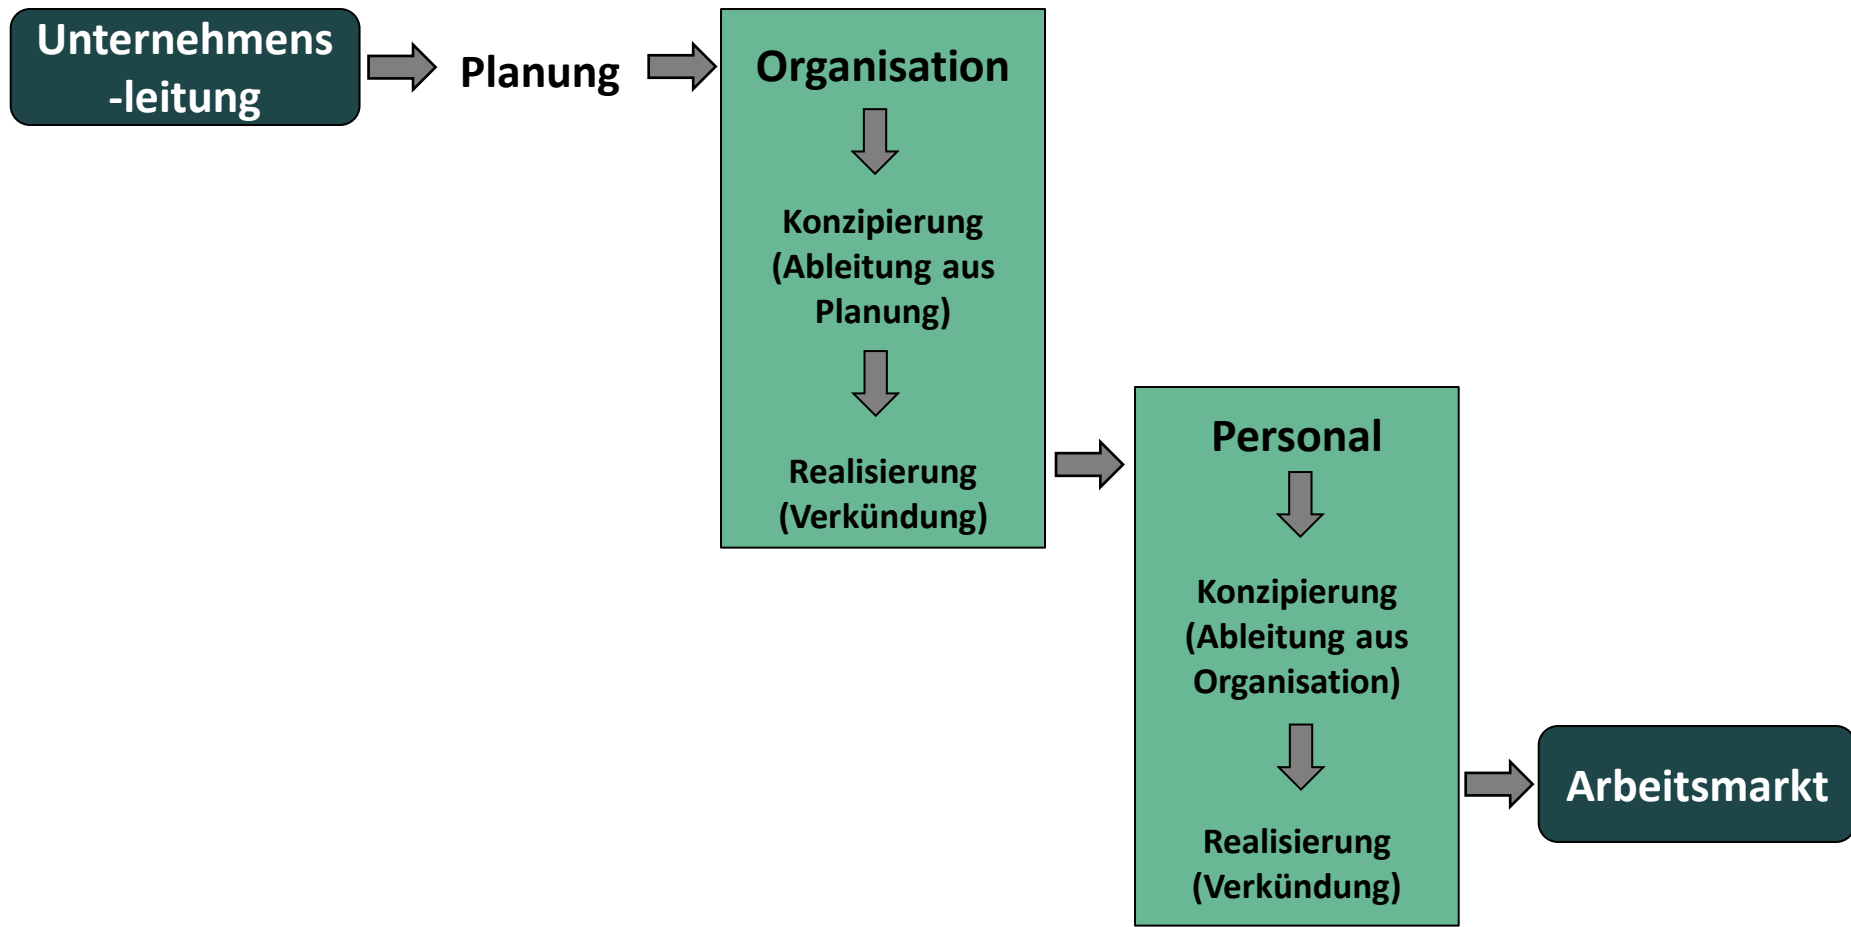 Unternehmens
-leitung
Planung
Organisation
Konzipierung
(Ableitung aus
Planung)
Realisierung
(Verkündung)
Personal
Konzipierung
(Ableitung aus
Organisation)
Realisierung
(Verkündung)
Arbeitsmarkt